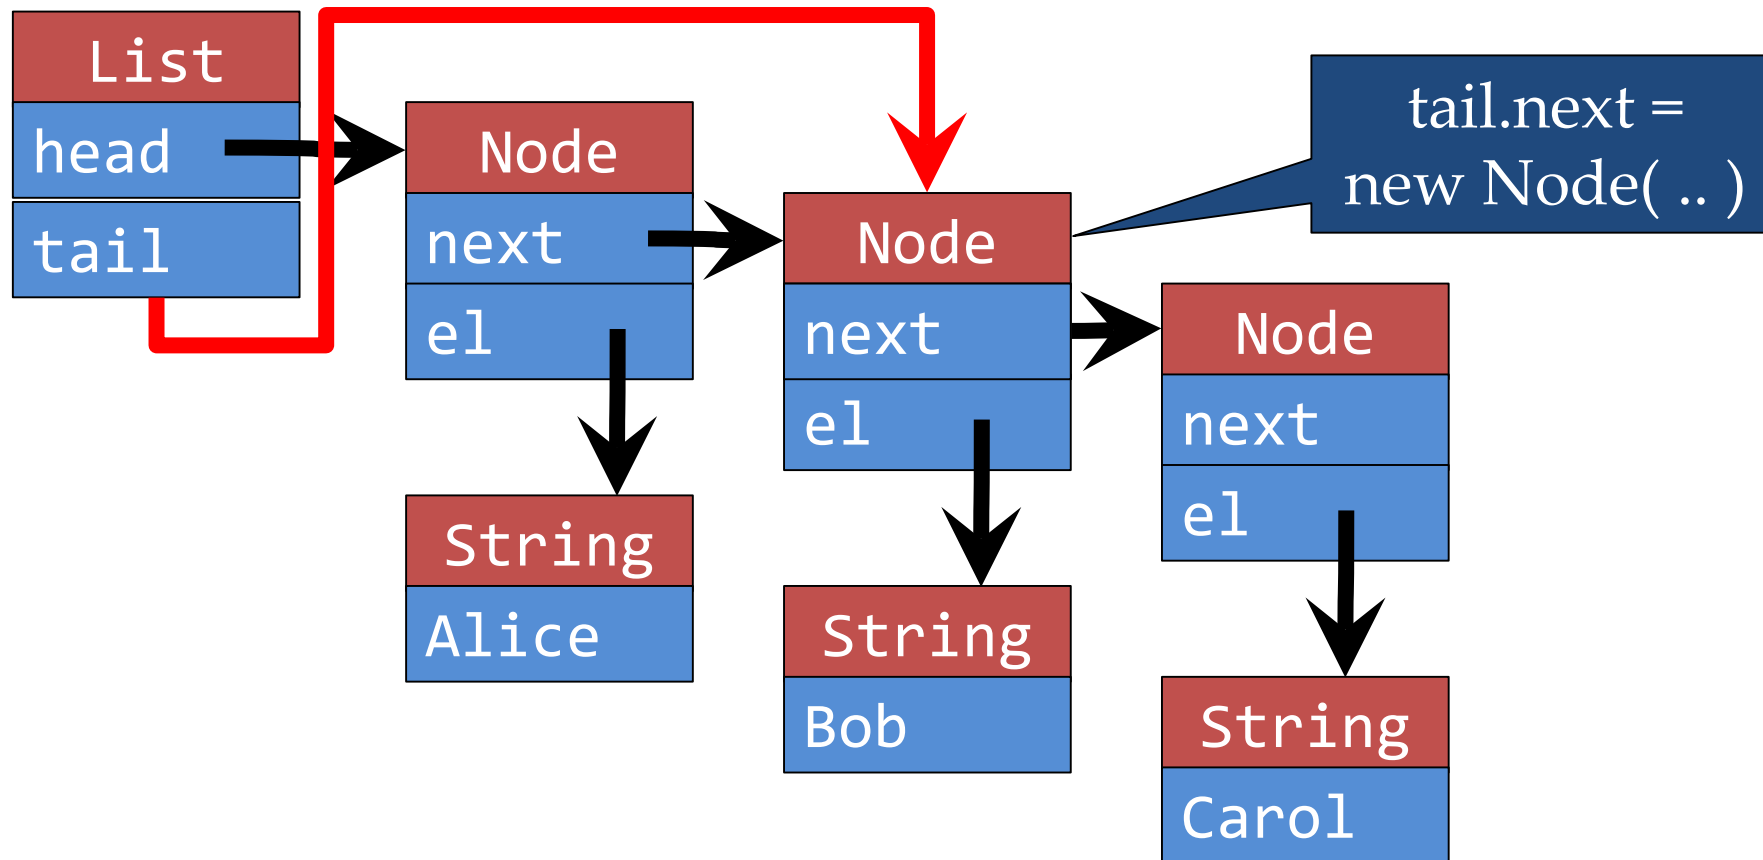 List
head
tail
Node
next
el
String
Alice
Node
next
el
String
Bob
Node
next
el
String
Carol
tail.next =
new Node( .. )